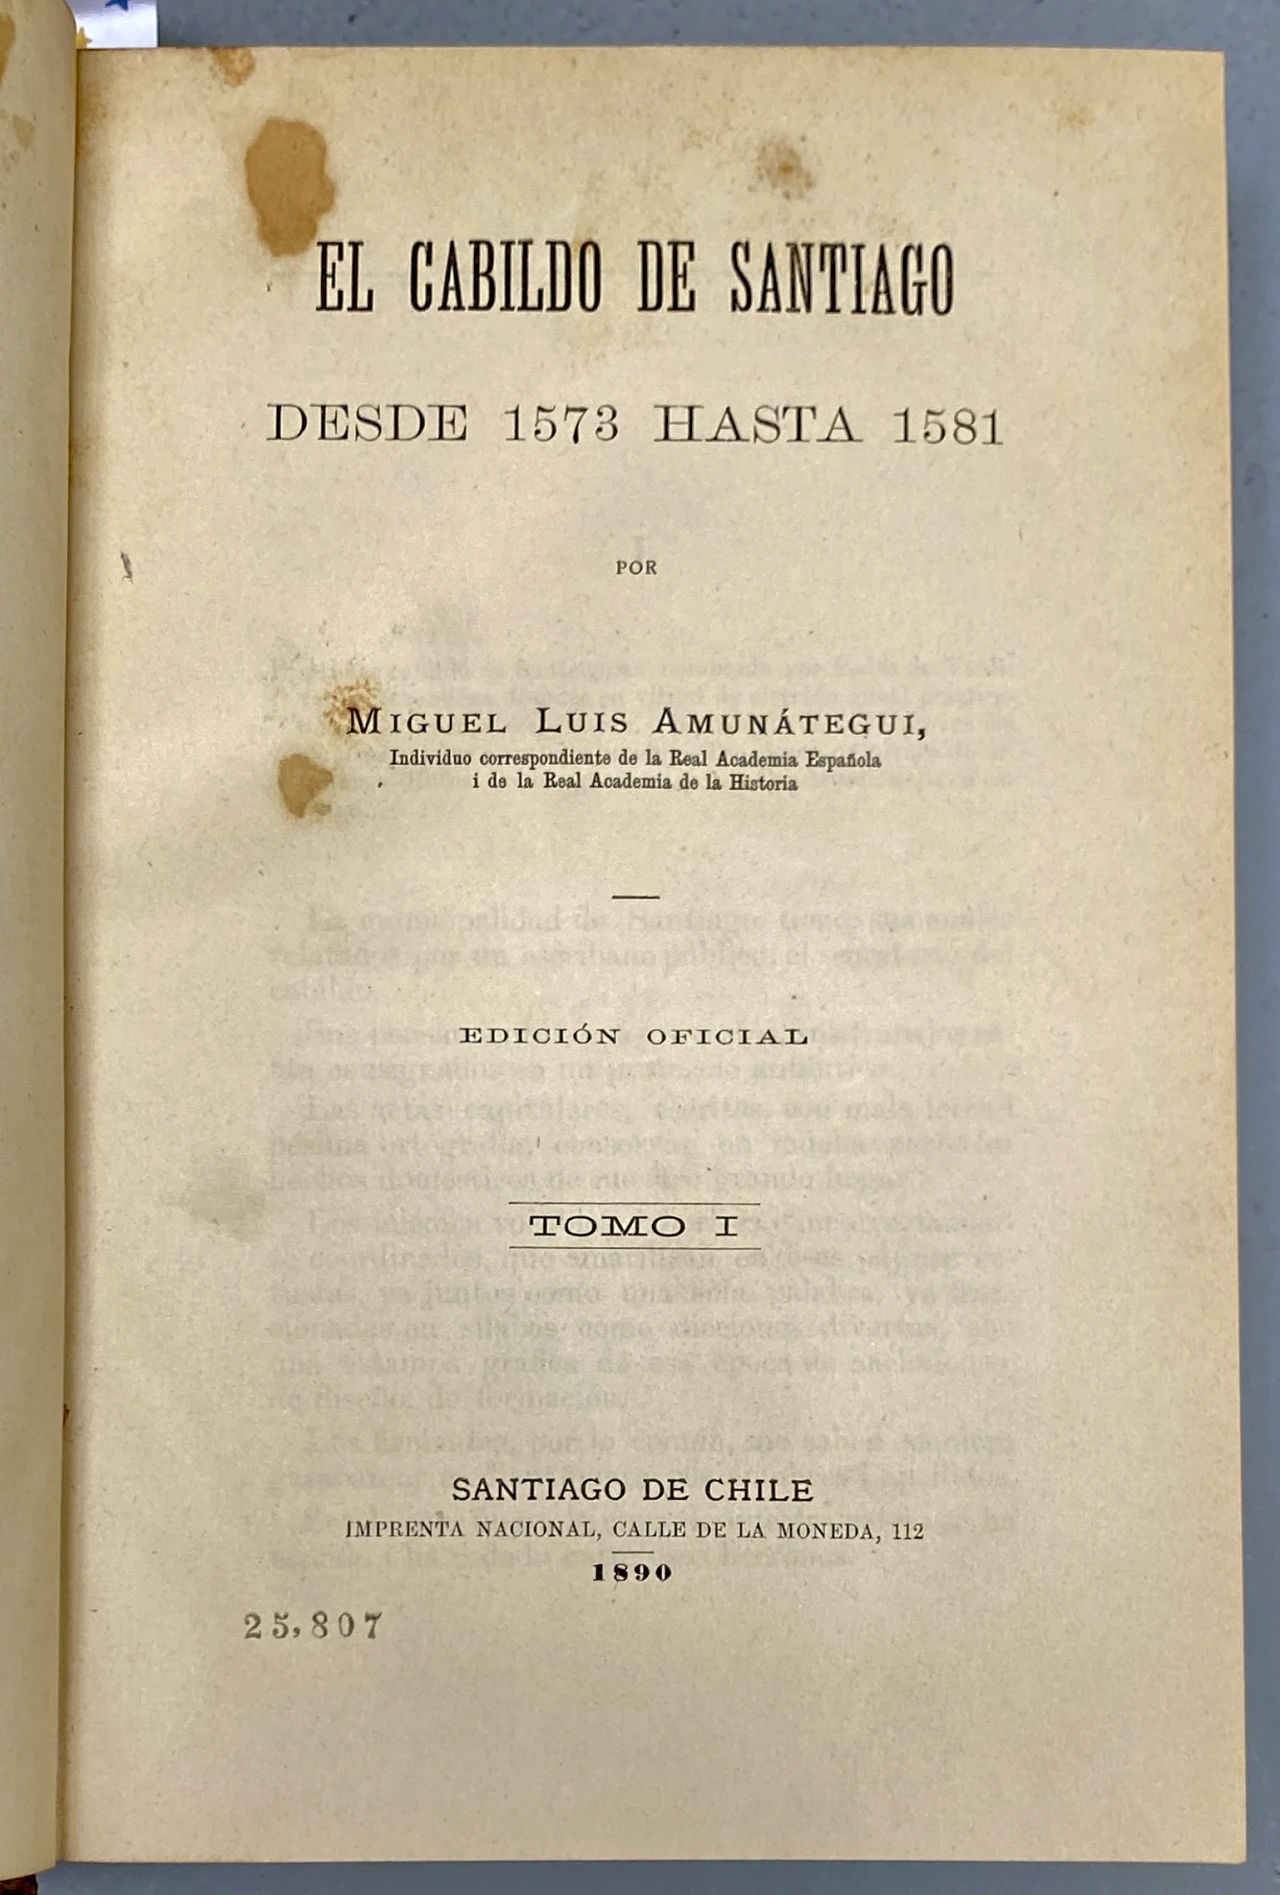 EL CABILDO DE SANTIAGO
DESDE 1573 HASTA 1581
POR
MIGUEL LUIS AMUNÁTEGUI,
Individuo correspondiente de la Real Academia Española
i de la Real Academia de la Historia
EDICIÓN OFICIAL
TOMO I
SANTIAGO DE CHILE
IMPRENTA NACIONAL, CALLE DE LA MONEDA, 112
1890
25,807